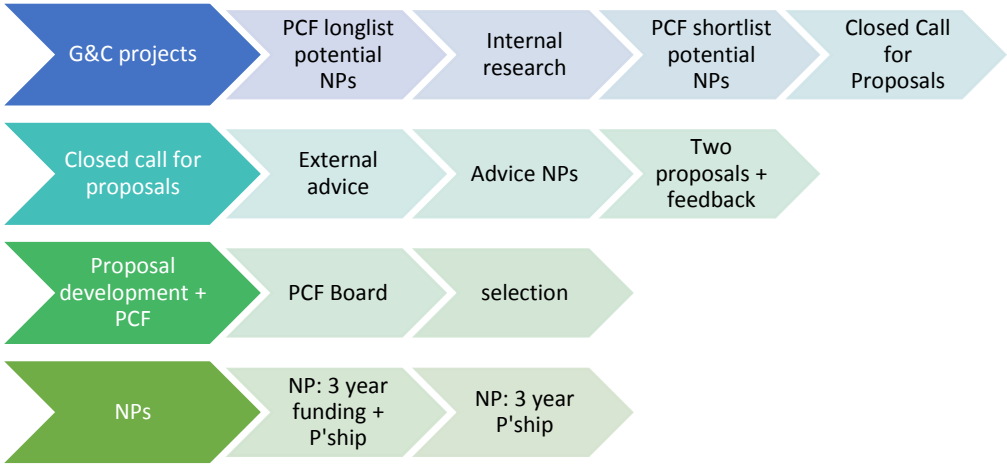 G&C projects
PCF longlist
potential
NPs
Internal
research
PCF shortlist
potential
NPs
Closed Call
for
Proposals
Closed call for
proposals
External
advice
Advice NPs
Two
proposals +
feedback
Proposal
development +
PCF
PCF Board
selection
NPs
NP: 3 year
funding +
P'ship
NP: 3 year
P'ship